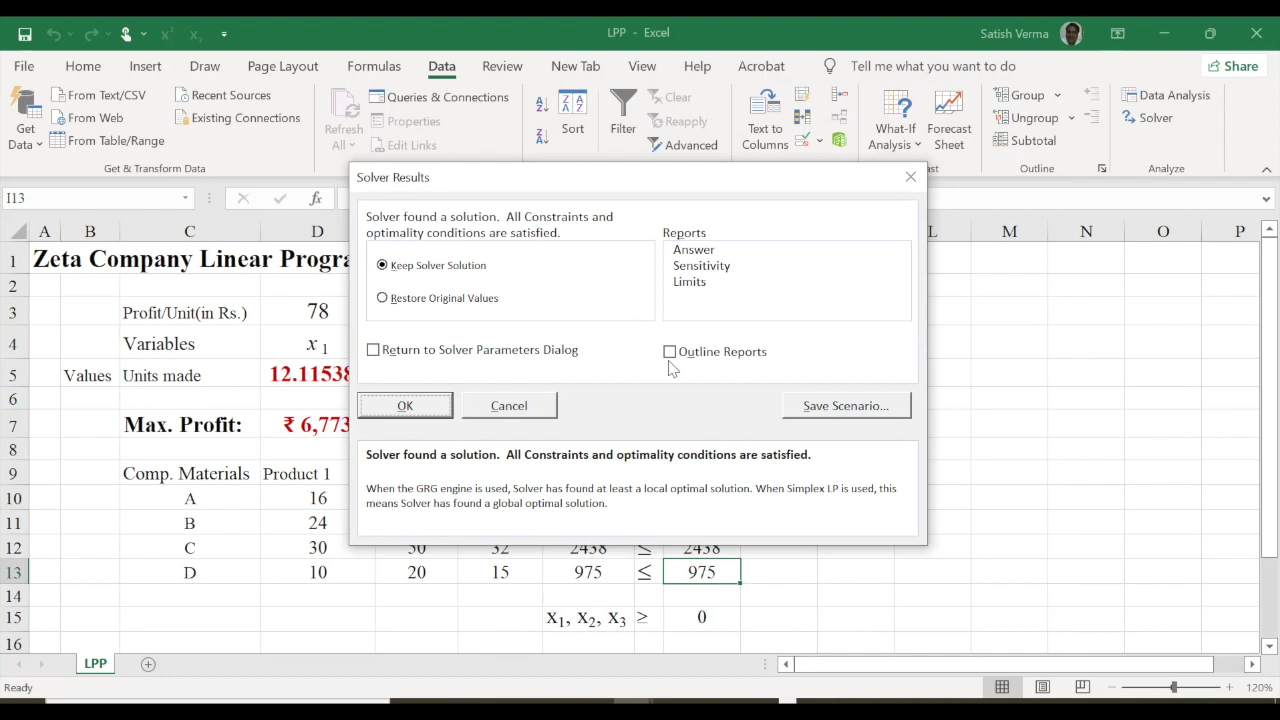 LPP - Excel
Satish Verma
File Home Insert Draw Page Layout Formulas Data Review New Tab View Help Acrobat Tell me what you want to do Share
Get Data
From Text/CSV
From Web
From Table/Range
Recent Sources
Existing Connections
Get & Transform Data
Refresh All
Queries & Connections
Properties
Edit Links
Sort
Filter
Clear
Reapply
Advanced
Text to Columns
What-If Analysis
Forecast Sheet
Group
Ungroup
Subtotal
Outline
Data Analysis
Solver
Analyze
I13
fx
A B C D L M N O P
1 Zeta Company Linear Progra
2
3 Profit/Unit(in Rs.) 78
4 Variables x 1
5 Values Units made 12.11538
6
7 Max. Profit: ₹ 6,773
8
9 Comp. Materials Product 1
10 A 16
11 B 24
12 C 30 32 2438 ≤ 2438
13 D 10 20 15 975 ≤ 975
14
15 x1, x2, x3 ≥ 0
16
Solver Results
Solver found a solution. All Constraints and
optimality conditions are satisfied.
Keep Solver Solution
Restore Original Values
Reports
Answer
Sensitivity
Limits
Return to Solver Parameters Dialog
Outline Reports
OK Cancel Save Scenario...
Solver found a solution. All Constraints and optimality conditions are satisfied.
When the GRG engine is used, Solver has found at least a local optimal solution. When Simplex LP is used, this
means Solver has found a global optimal solution.
LPP
Ready
120%